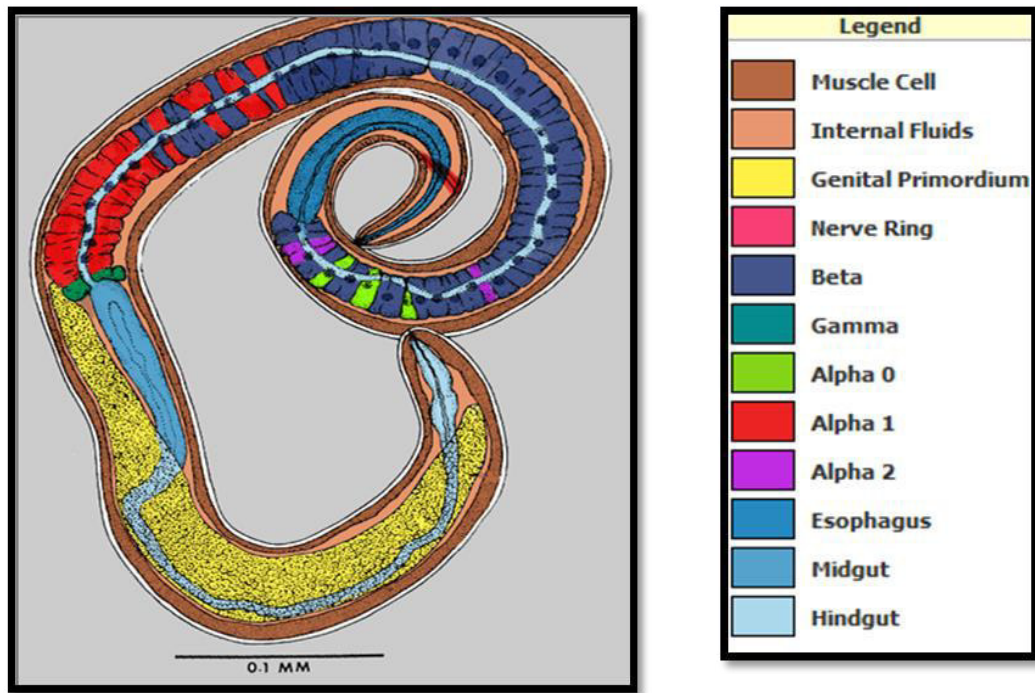 0.1 MM
Legend
Muscle Cell
Internal Fluids
Genital Primordium
Nerve Ring
Beta
Gamma
Alpha 0
Alpha 1
Alpha 2
Esophagus
Midgut
Hindgut